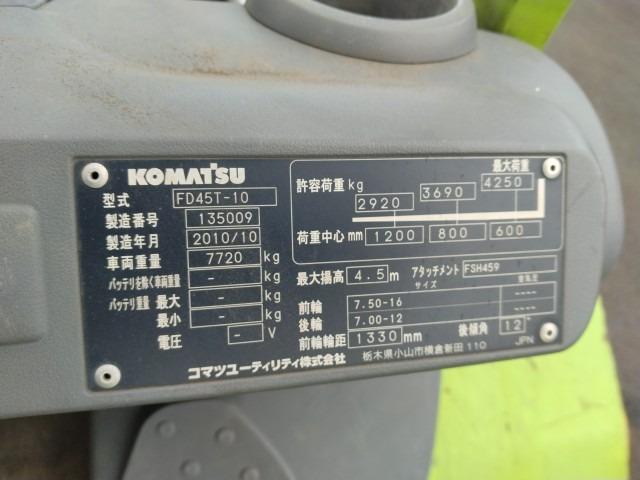 KOMATSU
型式 FD45T-10
製造番号 135009
製造年月 2010/10
車両重量 7720 kg
バッテリを除く車両重量 - kg
バッテリ重量 最大 - kg
最小 - kg
電圧 - V
最大荷重
許容荷重 kg 2920 3690 4250
荷重中心 mm 1200 800 600
最大揚高 4.5 m アタッチメント FSH459
サイズ
前輪 7.50-16 ----
後輪 7.00-12 ----
前輪輪距 1330 mm 後傾角 12°
コマツユーティリティ株式会社 栃木県小山市横倉新田 110 JPN